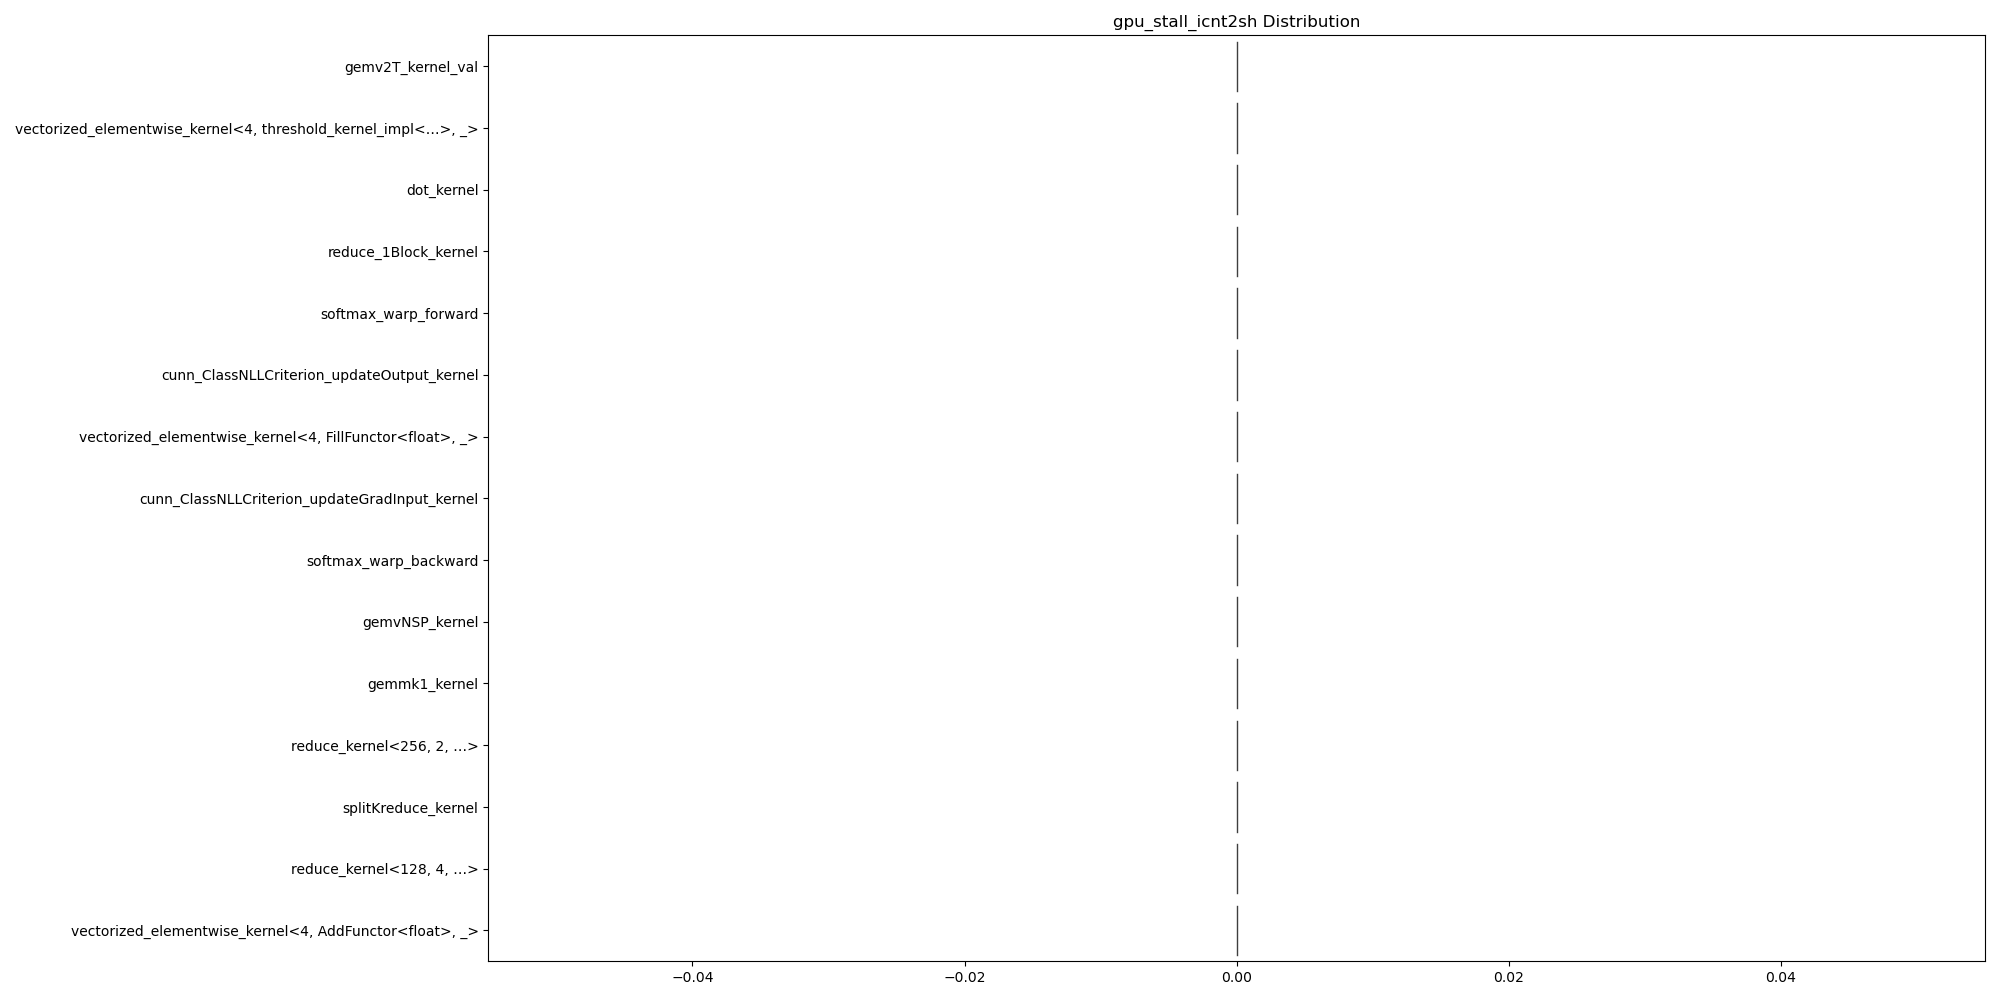 gpu_stall_icnt2sh Distribution
gemv2T_kernel_val
vectorized_elementwise_kernel<4, threshold_kernel_impl<...>, _>
dot_kernel
reduce_1Block_kernel
softmax_warp_forward
cunn_ClassNLLCriterion_updateOutput_kernel
vectorized_elementwise_kernel<4, FillFunctor<float>, _>
cunn_ClassNLLCriterion_updateGradInput_kernel
softmax_warp_backward
gemvNSP_kernel
gemmk1_kernel
reduce_kernel<256, 2, ...>
splitKreduce_kernel
reduce_kernel<128, 4, ...>
vectorized_elementwise_kernel<4, AddFunctor<float>, _>
−0.04 −0.02 0.00 0.02 0.04